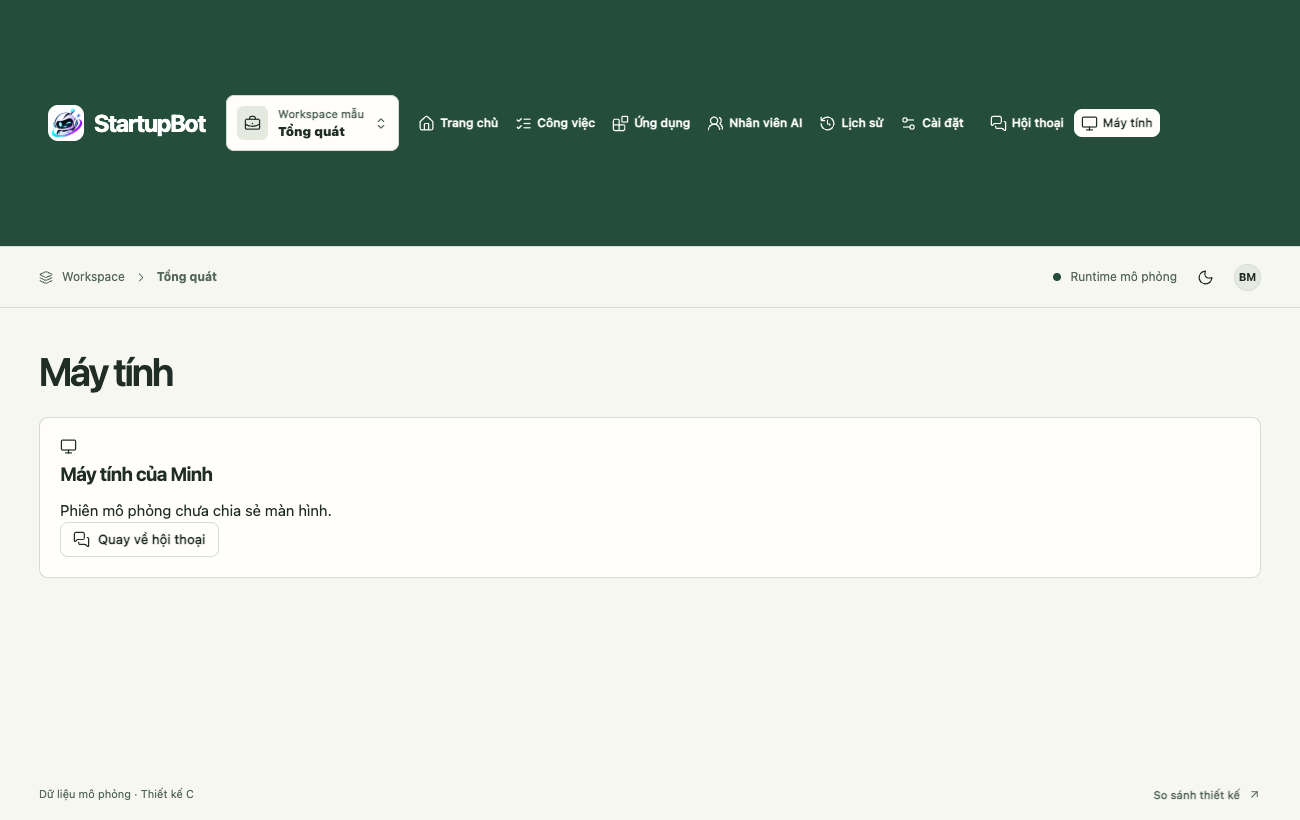 StartupBot
Workspace mẫu
Tổng quát
Trang chủ
Công việc
Ứng dụng
Nhân viên AI
Lịch sử
Cài đặt
Hội thoại
Máy tính
Workspace
Tổng quát
Runtime mô phỏng
BM
Máy tính
Máy tính của Minh
Phiên mô phỏng chưa chia sẻ màn hình.
Quay về hội thoại
Dữ liệu mô phỏng · Thiết kế C
So sánh thiết kế